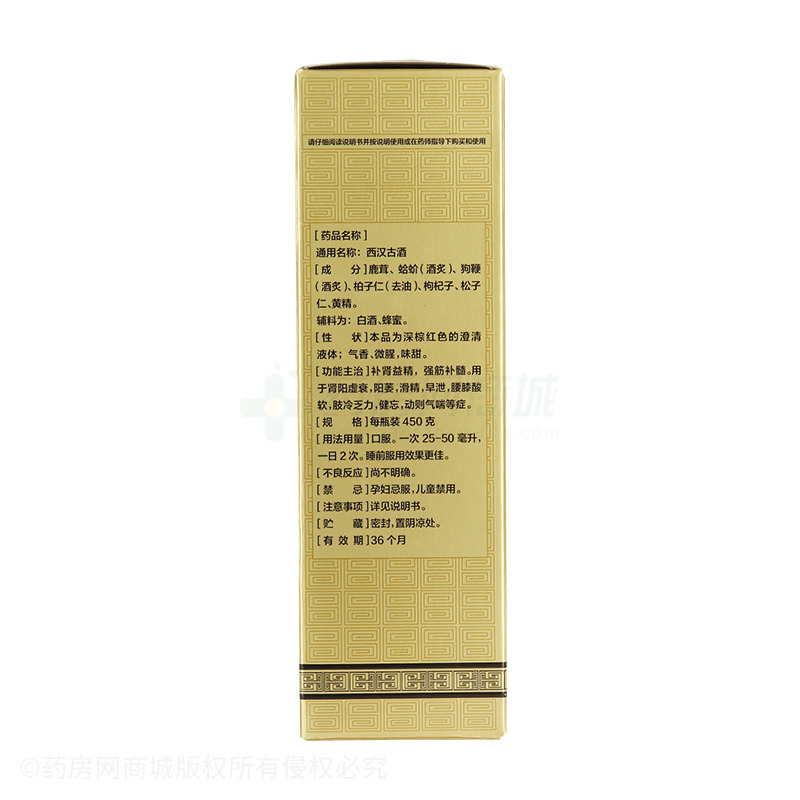 请仔细阅读说明书并按说明使用或在药师指导下购买和使用
[药品名称]
通用名称：西汉古酒
[成 分]鹿茸、蛤蚧(酒炙)、狗鞭
(酒炙)、柏子仁(去油)、枸杞子、松子
仁、黄精。
辅料为：白酒、蜂蜜。
[性 状]本品为深棕红色的澄清
液体；气香、微腥，味甜。
[功能主治]补肾益精，强筋补髓。用
于肾阳虚衰，阳萎，滑精，早泄，腰膝酸
软，肢冷乏力，健忘，动则气喘等症。
[规 格]每瓶装450克
[用法用量]口服。一次25-50毫升，
一日2次。睡前服用效果更佳。
[不良反应]尚不明确。
[禁 忌]孕妇忌服，儿童禁用。
[注意事项]详见说明书。
[贮 藏]密封，置阴凉处。
[有 效 期]36个月
©药房网商城版权所有侵权必究